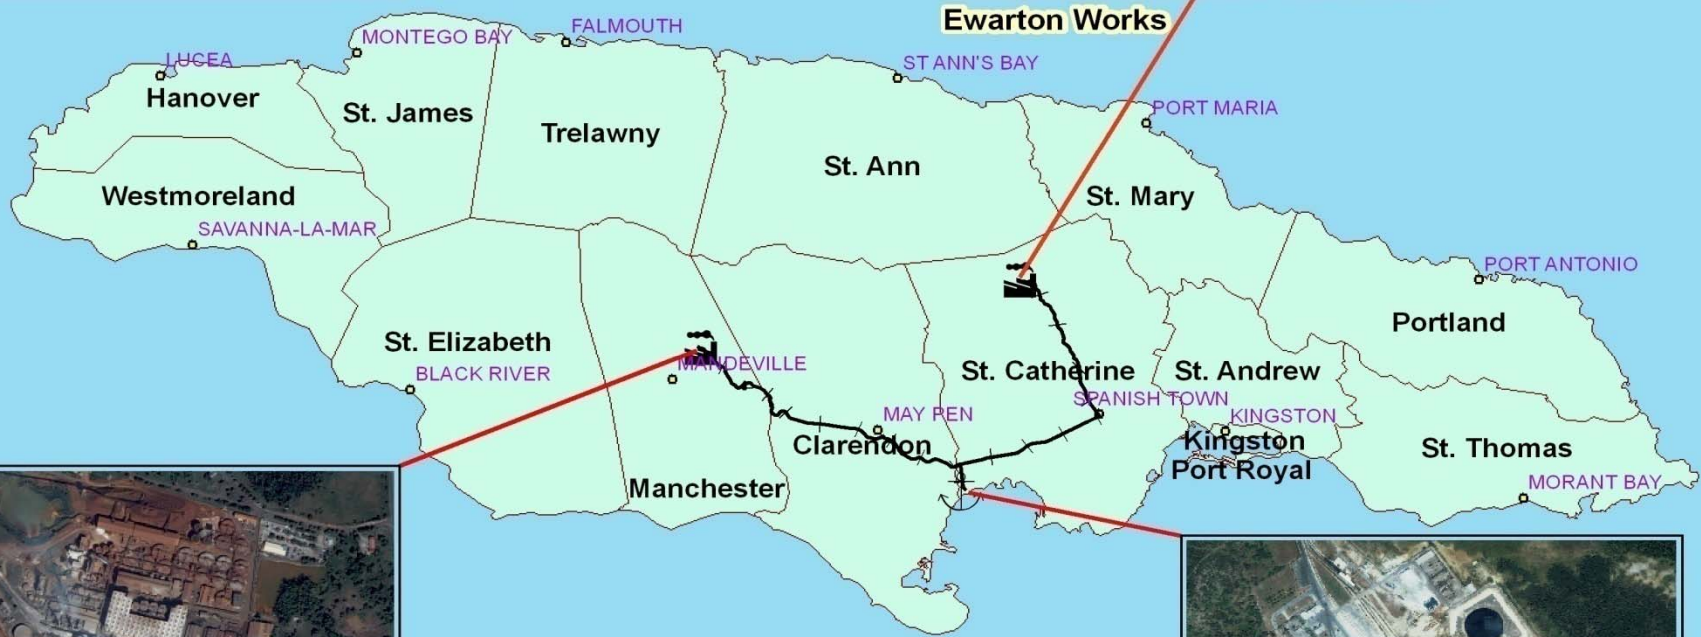 Ewarton Works
FALMOUTH
MONTEGO BAY
LUCEA
ST ANN'S BAY
Hanover
St. James
PORT MARIA
Trelawny
St. Ann
Westmoreland
St. Mary
SAVANNA-LA-MAR
PORT ANTONIO
Portland
St. Elizabeth
MANDEVILLE
BLACK RIVER
St. Catherine
St. Andrew
SPANISH TOWN
MAY PEN
KINGSTON
Clarendon
Kingston
Port Royal
St. Thomas
Manchester
MORANT BAY